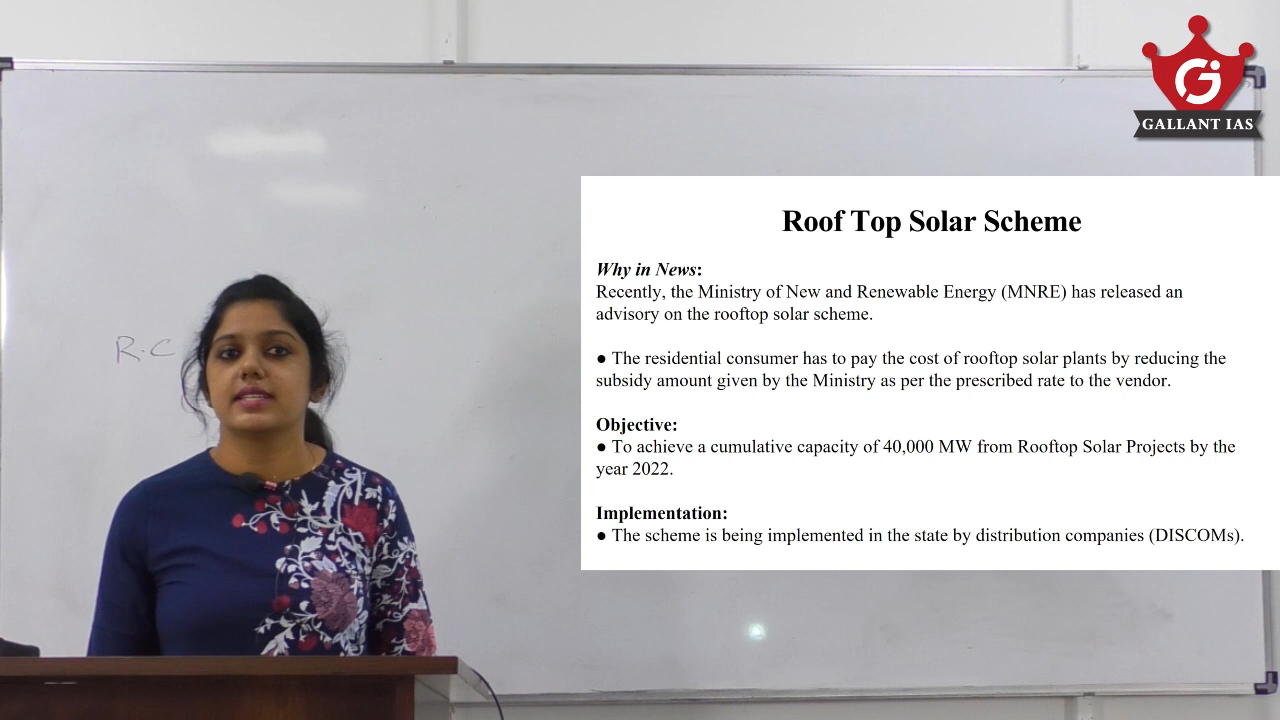 GALLANT IAS
Roof Top Solar Scheme
Why in News:
Recently, the Ministry of New and Renewable Energy (MNRE) has released an
advisory on the rooftop solar scheme.
● The residential consumer has to pay the cost of rooftop solar plants by reducing the
subsidy amount given by the Ministry as per the prescribed rate to the vendor.
Objective:
● To achieve a cumulative capacity of 40,000 MW from Rooftop Solar Projects by the
year 2022.
Implementation:
● The scheme is being implemented in the state by distribution companies (DISCOMs).
R.C